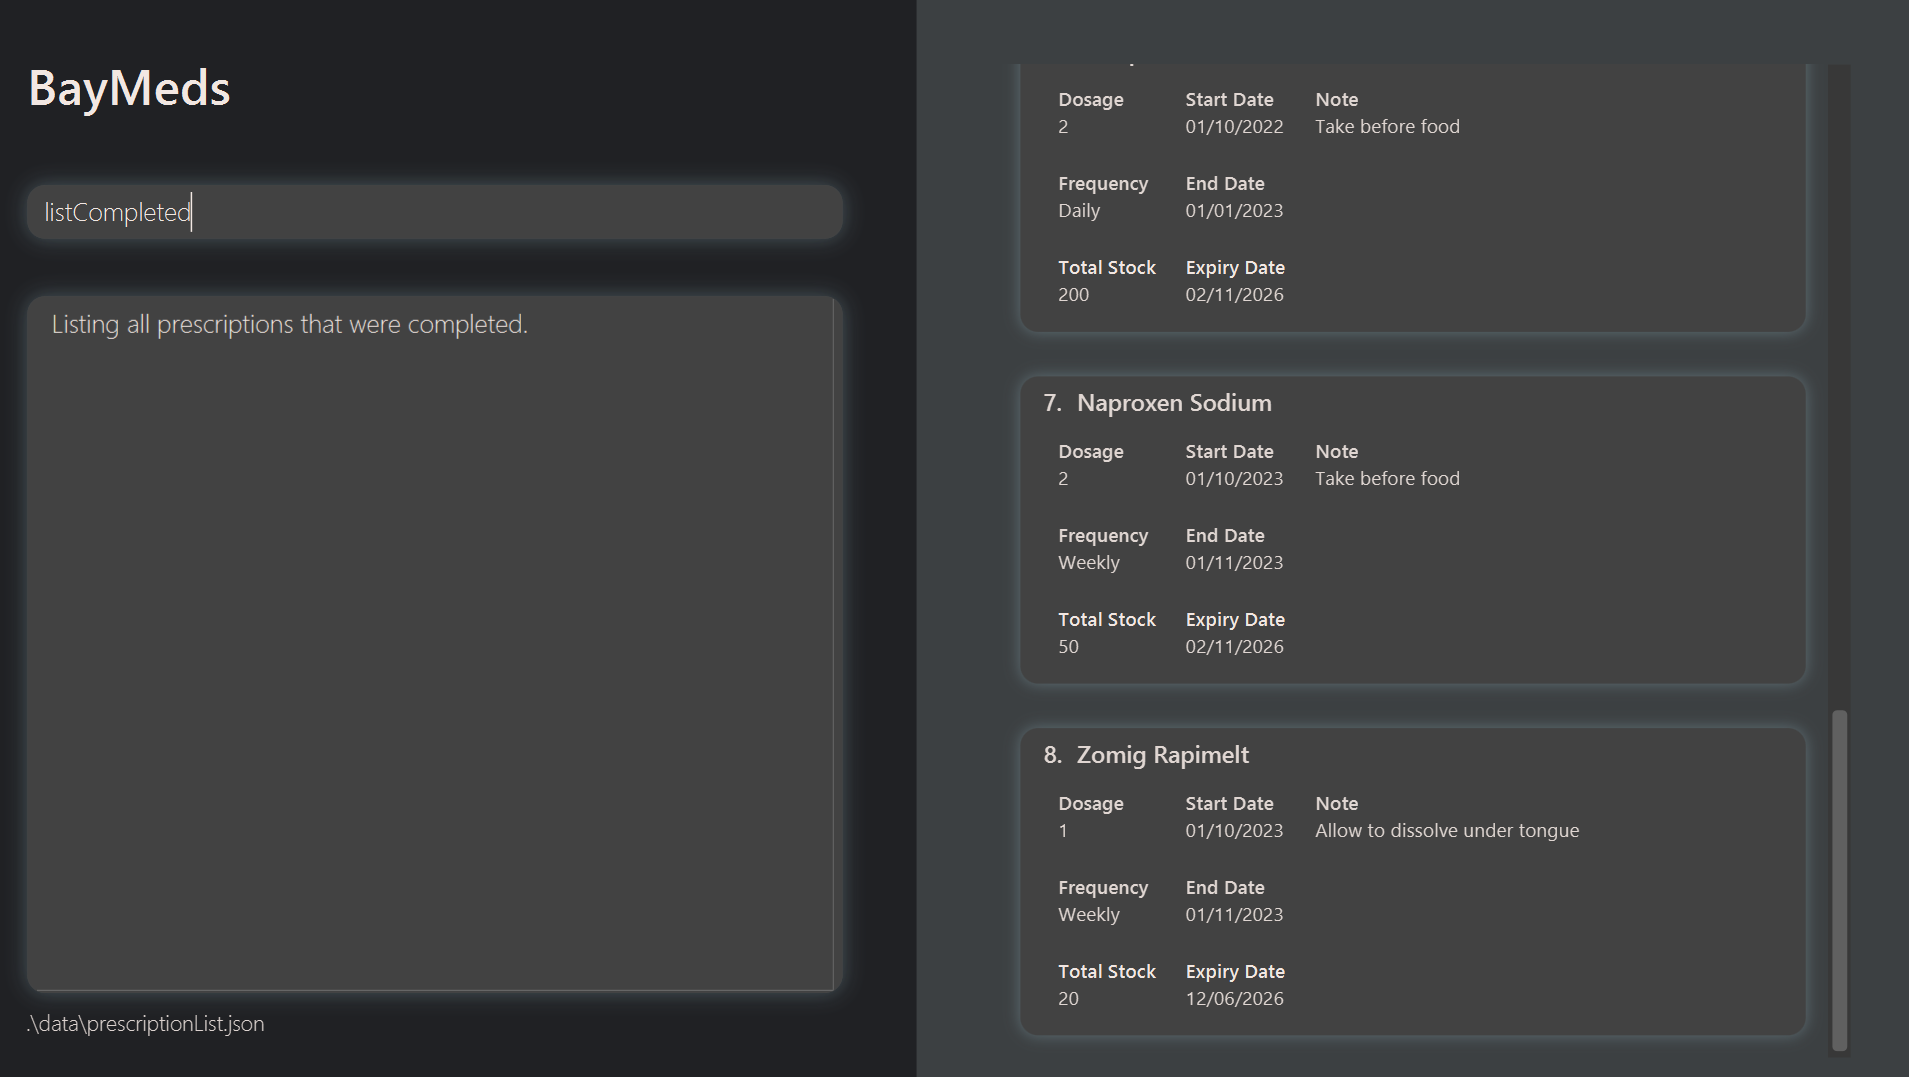 BayMeds
listCompleted
Listing all prescriptions that were completed.
.\data\prescriptionList.json
Dosage Start Date Note
2 01/10/2022 Take before food
Frequency End Date
Daily 01/01/2023
Total Stock Expiry Date
200 02/11/2026
7. Naproxen Sodium
Dosage Start Date Note
2 01/10/2023 Take before food
Frequency End Date
Weekly 01/11/2023
Total Stock Expiry Date
50 02/11/2026
8. Zomig Rapimelt
Dosage Start Date Note
1 01/10/2023 Allow to dissolve under tongue
Frequency End Date
Weekly 01/11/2023
Total Stock Expiry Date
20 12/06/2026